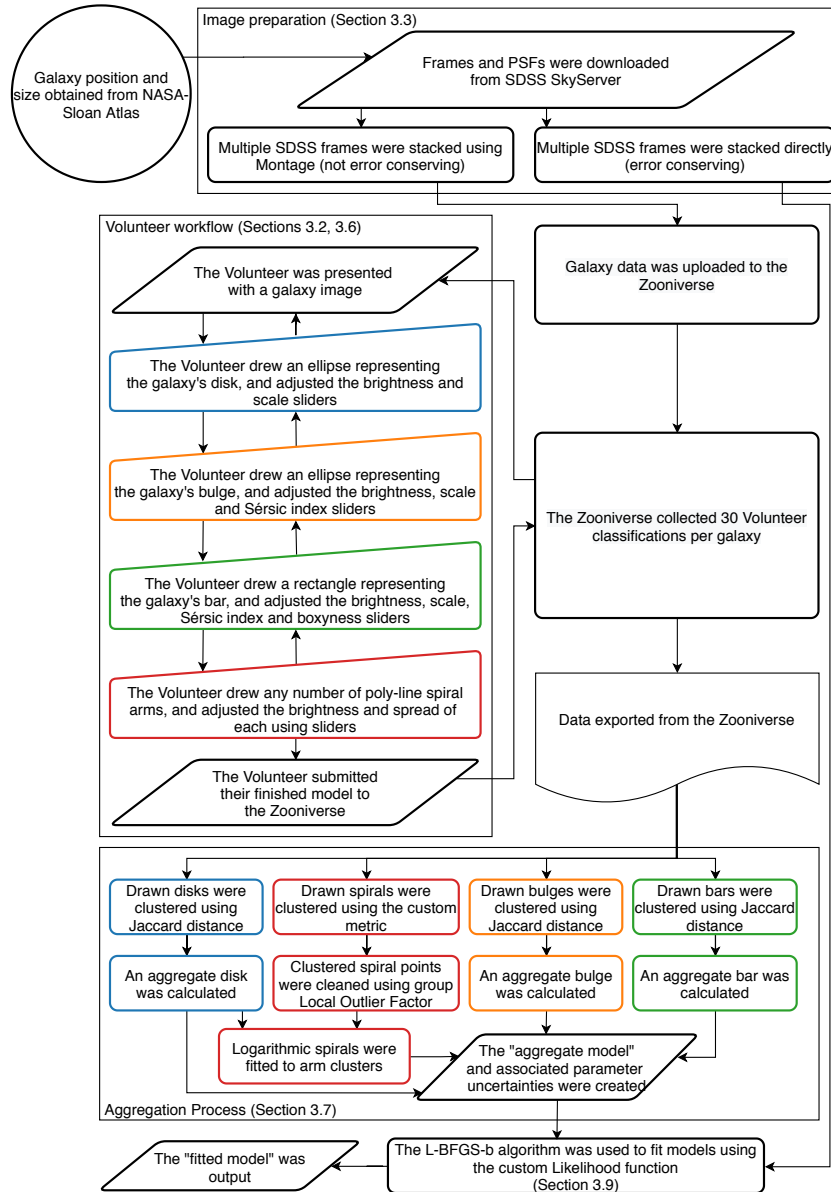 Image preparation (Section 3.3)
Galaxy position and
size obtained from NASA-
Sloan Atlas
Frames and PSFs were downloaded
from SDSS SkyServer
Multiple SDSS frames were stacked using
Montage (not error conserving)
Multiple SDSS frames were stacked directly
(error conserving)
Volunteer workflow (Sections 3.2, 3.6)
The Volunteer was presented
with a galaxy image
Galaxy data was uploaded to the
Zooniverse
The Volunteer drew an ellipse representing
the galaxy's disk, and adjusted the brightness and
scale sliders
The Volunteer drew an ellipse representing
the galaxy's bulge, and adjusted the brightness, scale
and Sérsic index sliders
The Zooniverse collected 30 Volunteer
classifications per galaxy
The Volunteer drew a rectangle representing
the galaxy's bar, and adjusted the brightness, scale,
Sérsic index and boxyness sliders
The Volunteer drew any number of poly-line spiral
arms, and adjusted the brightness and spread of
each using sliders
Data exported from the Zooniverse
The Volunteer submitted
their finished model to
the Zooniverse
Drawn disks were
clustered using
Jaccard distance
Drawn spirals were
clustered using the custom
metric
Drawn bulges were
clustered using
Jaccard distance
Drawn bars were
clustered using Jaccard
distance
An aggregate disk
was calculated
Clustered spiral points
were cleaned using group
Local Outlier Factor
An aggregate bulge
was calculated
An aggregate bar was
calculated
Logarithmic spirals were
fitted to arm clusters
The "aggregate model"
and associated parameter
uncertainties were created
Aggregation Process (Section 3.7)
The "fitted model" was
output
The L-BFGS-b algorithm was used to fit models using
the custom Likelihood function
(Section 3.9)